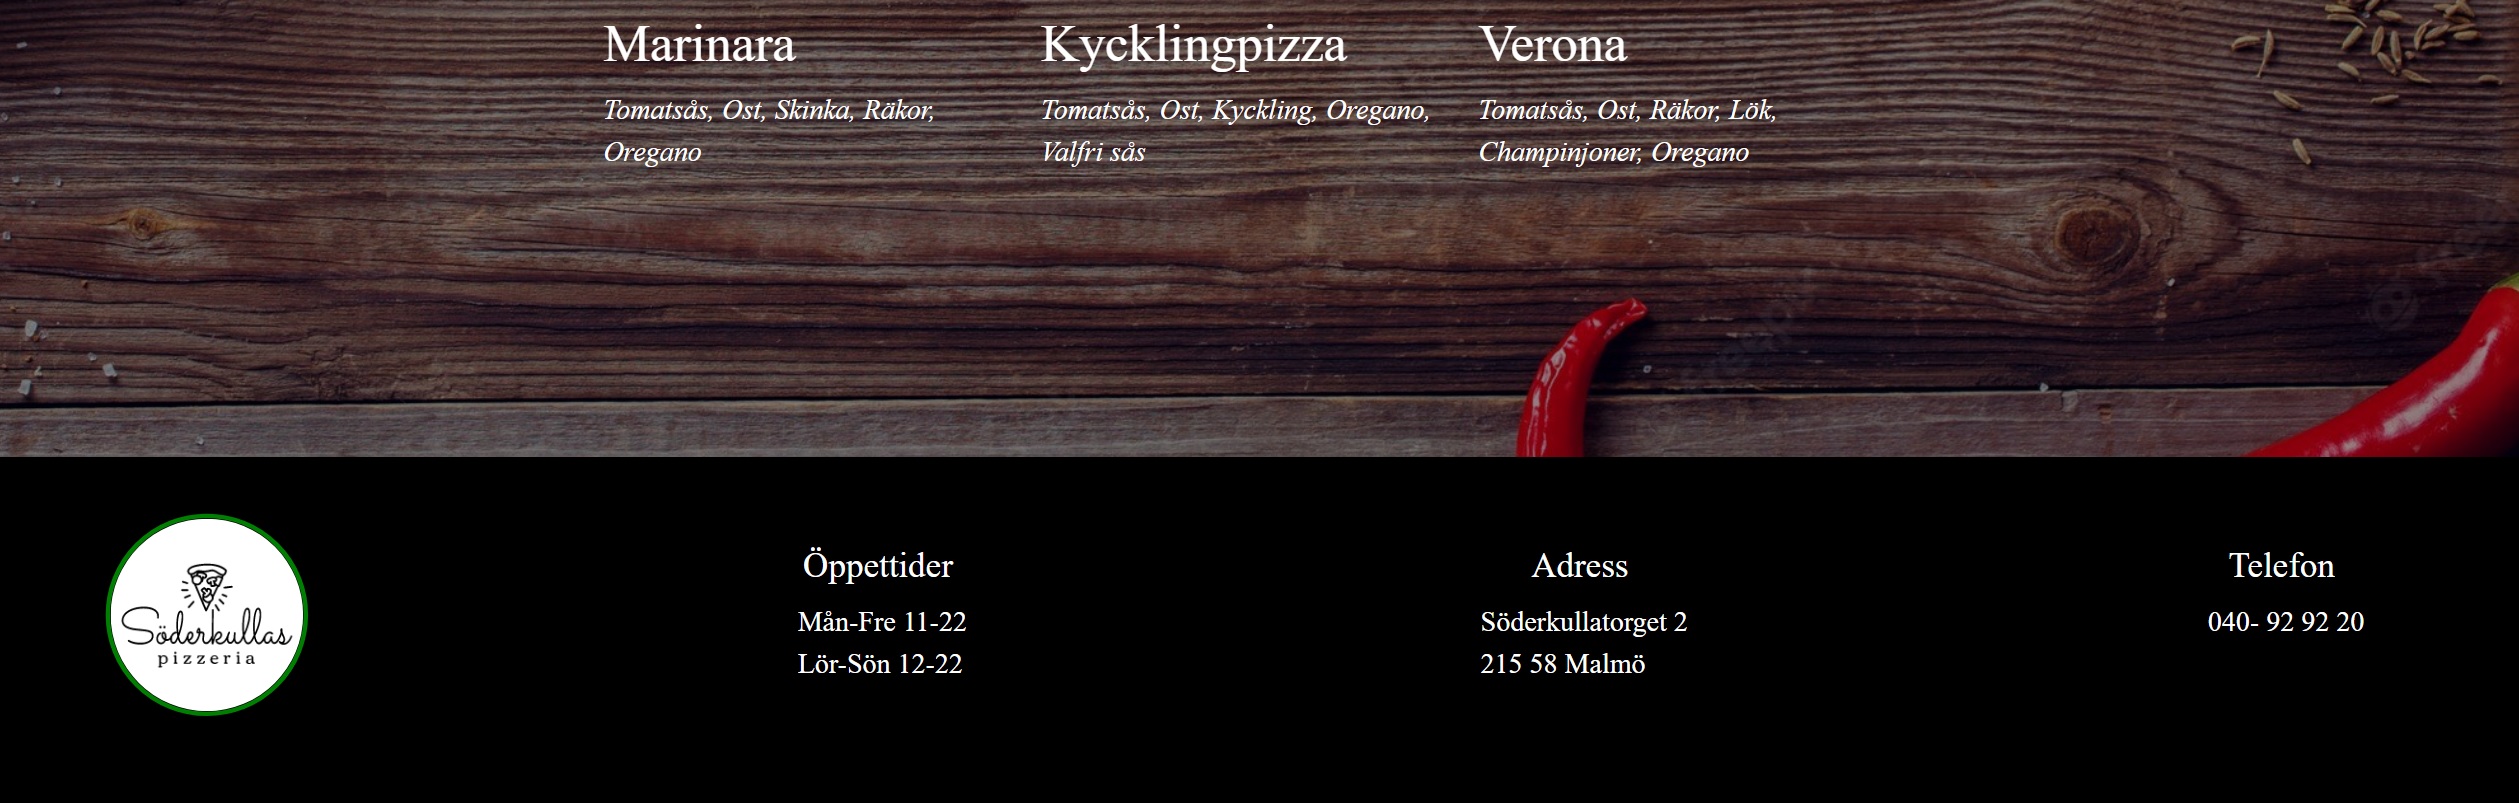 Marinara
Tomatsås, Ost, Skinka, Räkor,
Oregano
Kycklingpizza
Tomatsås, Ost, Kyckling, Oregano,
Valfri sås
Verona
Tomatsås, Ost, Räkor, Lök,
Champinjoner, Oregano
Söderkullas
pizzeria
Öppettider
Mån-Fre 11-22
Lör-Sön 12-22
Adress
Söderkullatorget 2
215 58 Malmö
Telefon
040- 92 92 20